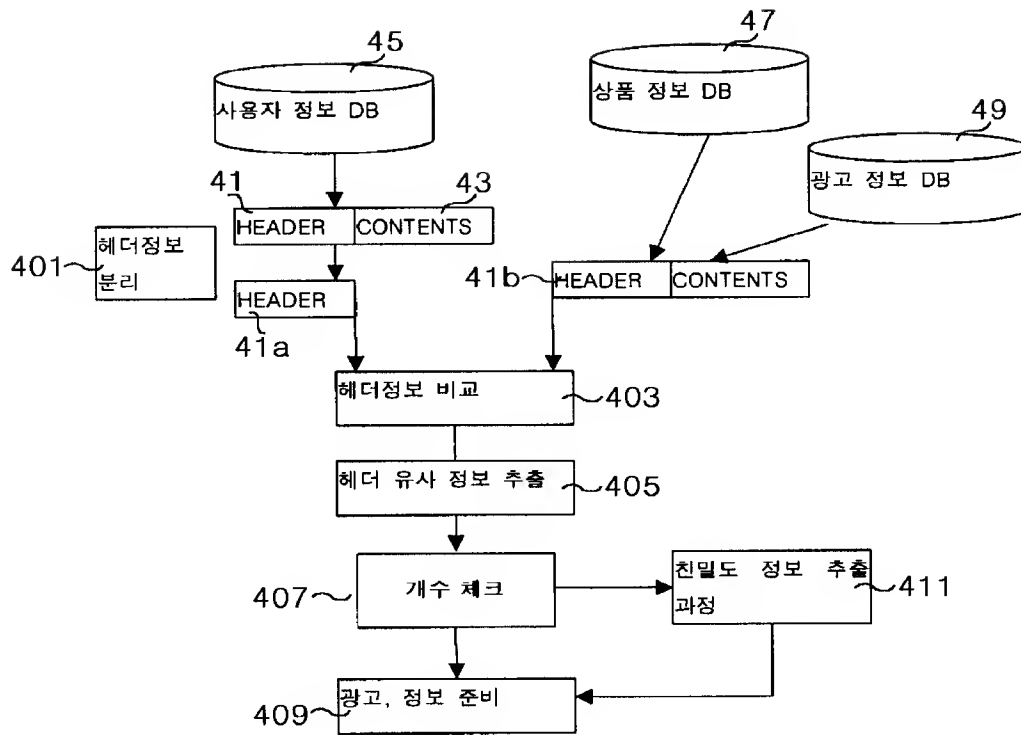 45
사용자 정보 DB
47
상품 정보 DB
49
광고 정보 DB
41
43
HEADER
CONTENTS
401
헤더정보
분리
HEADER
41a
41b
HEADER
CONTENTS
헤더정보 비교
403
헤더 유사 정보 추출
405
407
개수 체크
친밀도 정보 추출
과정
411
광고, 정보 준비
409